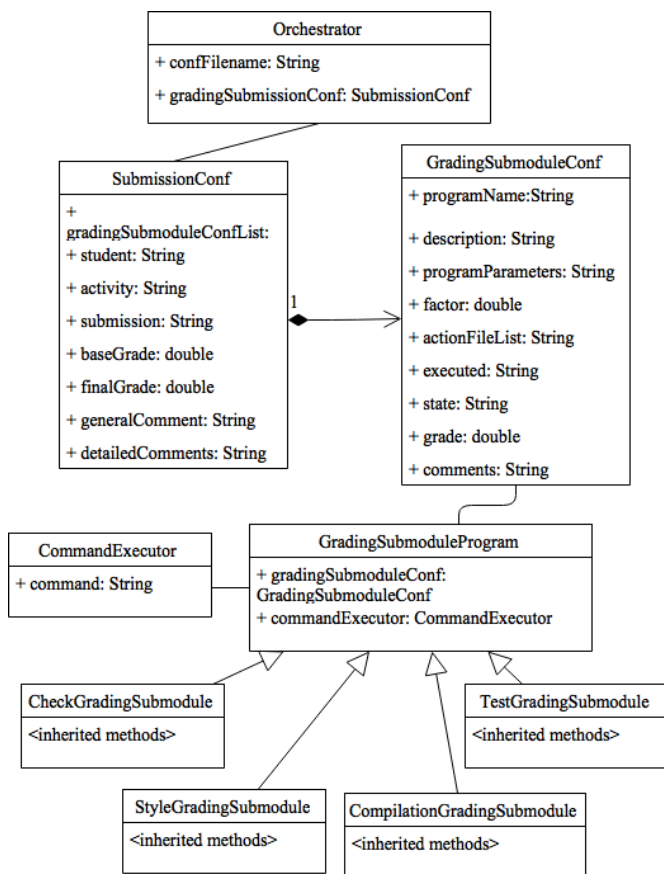 Orchestrator
+ confFilename: String
+ gradingSubmissionConf: SubmissionConf
SubmissionConf
+
gradingSubmoduleConfList:
+ student: String
+ activity: String
+ submission: String
+ baseGrade: double
+ finalGrade: double
+ generalComment: String
+ detailedComments: String
1
GradingSubmoduleConf
+ programName:String
+ description: String
+ programParameters: String
+ factor: double
+ actionFileList: String
+ executed: String
+ state: String
+ grade: double
+ comments: String
CommandExecutor
+ command: String
GradingSubmoduleProgram
+ gradingSubmoduleConf:
GradingSubmoduleConf
+ commandExecutor: CommandExecutor
CheckGradingSubmodule
<inherited methods>
TestGradingSubmodule
<inherited methods>
StyleGradingSubmodule
<inherited methods>
CompilationGradingSubmodule
<inherited methods>